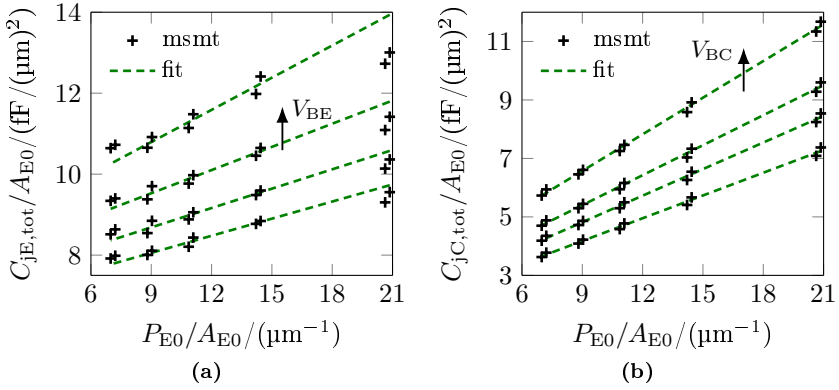 C_jE,tot/A_E0/(fF/(µm)^2)
14
12
10
8
msmt
fit
V_BE
6 9 12 15 18 21
P_E0/A_E0/(µm^−1)
(a)
C_jC,tot/A_E0/(fF/(µm)^2)
11
9
7
5
3
msmt
fit
V_BC
6 9 12 15 18 21
P_E0/A_E0/(µm^−1)
(b)